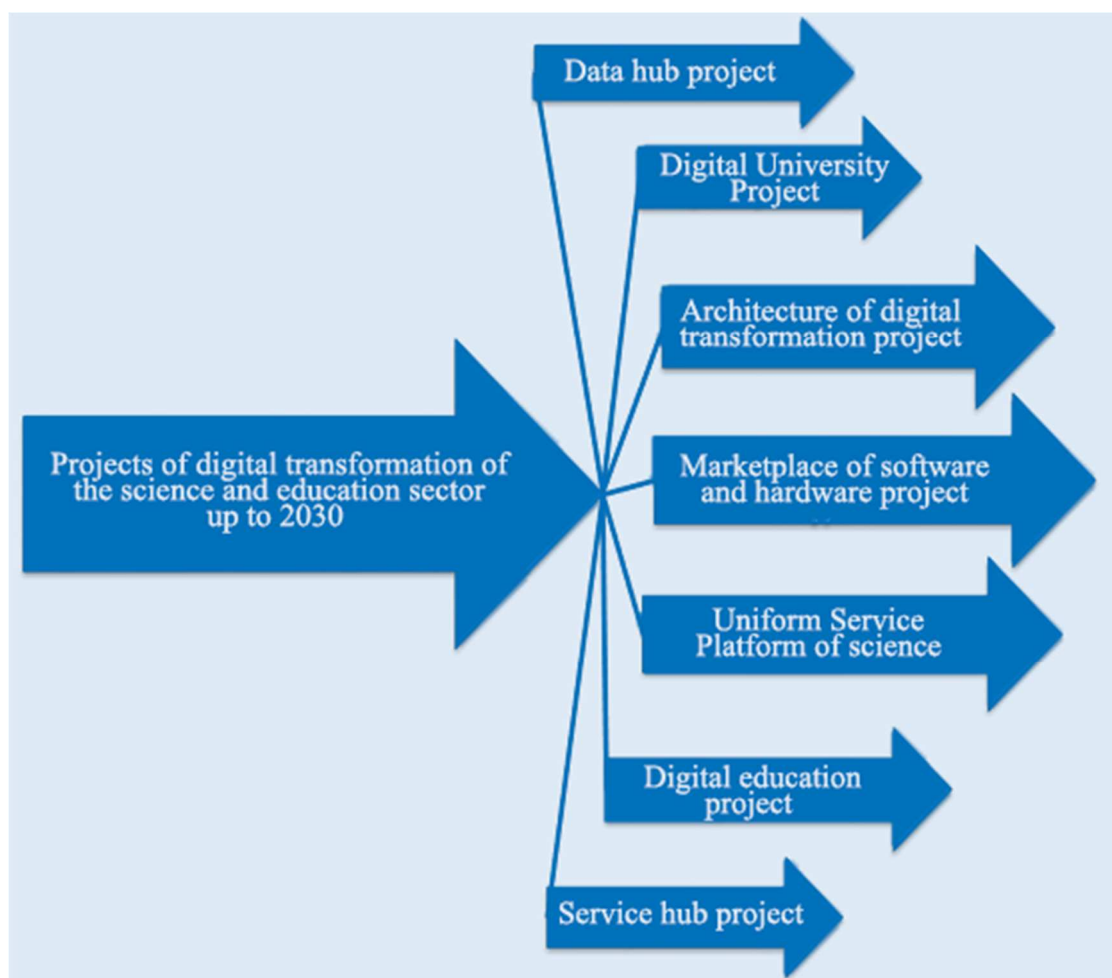 Data hub project
Digital University
Project
Architecture of digital
transformation project
Projects of digital transformation of
the science and education sector
up to 2030
Marketplace of software
and hardware project
Uniform Service
Platform of science
Digital education
project
Service hub project